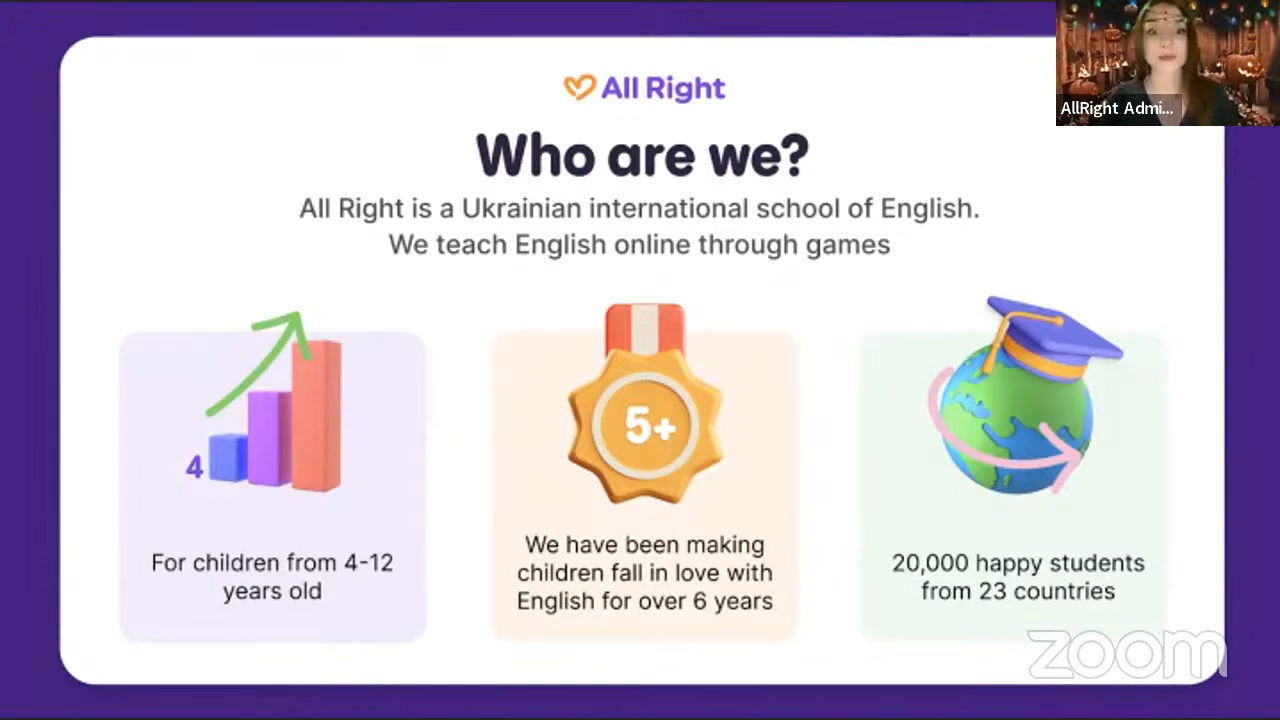 All Right
AllRight Admi...
Who are we?
All Right is a Ukrainian international school of English.
We teach English online through games
4
5+
For children from 4-12
years old
We have been making
children fall in love with
English for over 6 years
20,000 happy students
from 23 countries
zoom